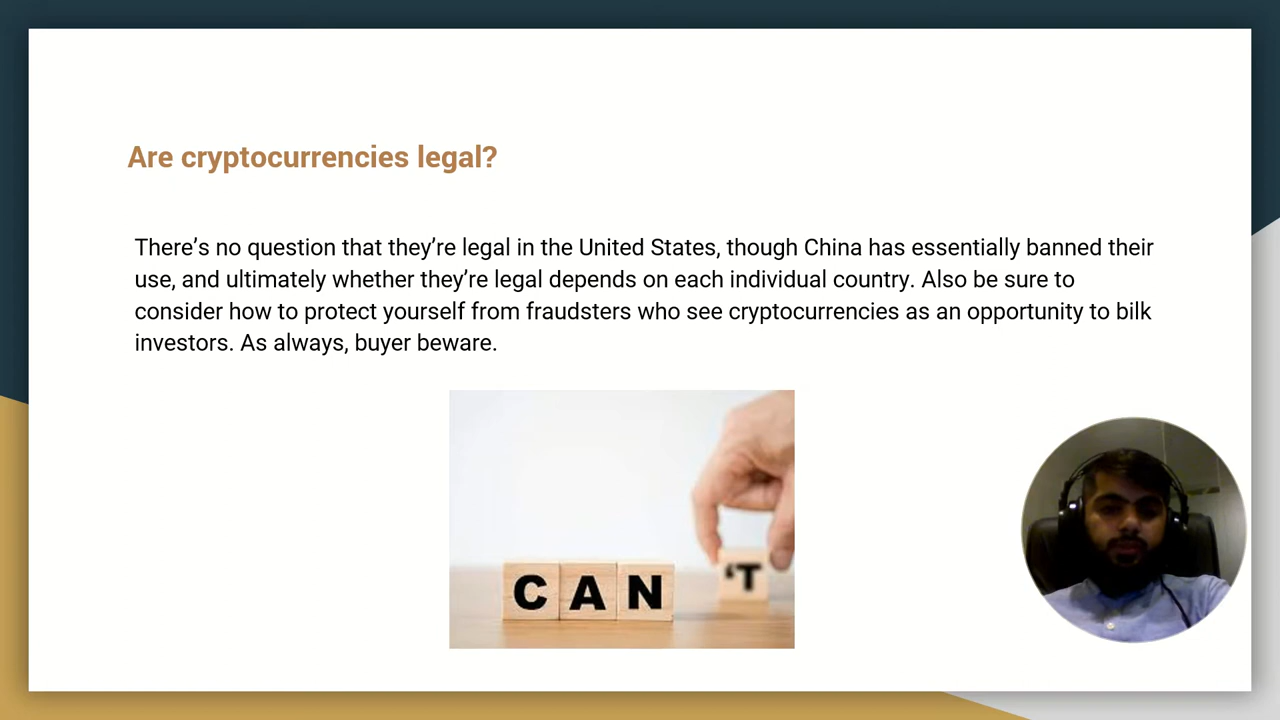 Are cryptocurrencies legal?
There’s no question that they’re legal in the United States, though China has essentially banned their
use, and ultimately whether they’re legal depends on each individual country. Also be sure to
consider how to protect yourself from fraudsters who see cryptocurrencies as an opportunity to bilk
investors. As always, buyer beware.
CAN ‘T